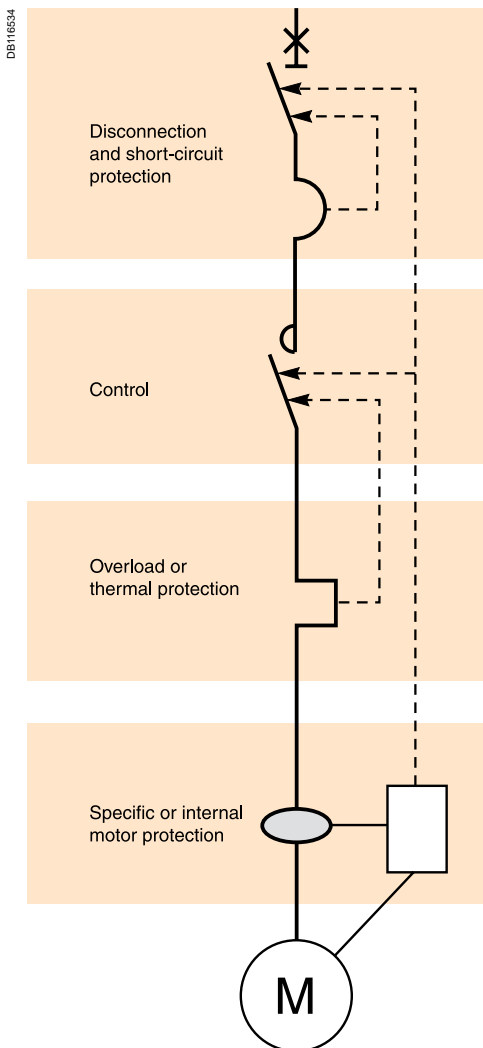 DB116534
Disconnection
and short-circuit
protection
Control
Overload or
thermal protection
Specific or internal
motor protection
M